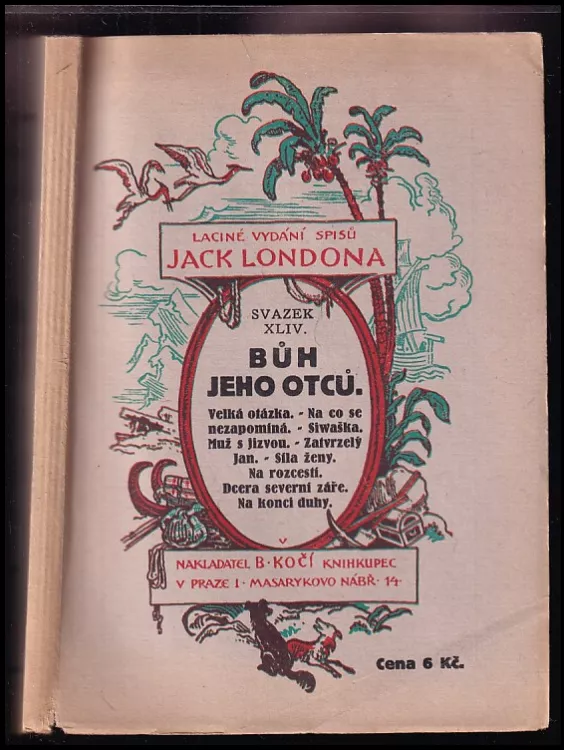 LACINÉ VYDÁNÍ SPISŮ
JACK LONDONA
SVAZEK
XLIV.
BŮH
JEHO OTCŮ.
Velká otázka. - Na co se
nezapomíná. - Siwaška.
Muž s jizvou. - Zatvrzelý
Jan. - Síla ženy.
Na rozcestí.
Dcera severní záře.
Na konci duhy.
V
NAKLADATEL B·KOČÍ KNIHKUPEC
V PRAZE I · MASARYKOVO NÁBŘ· 14·
Cena 6 Kč.